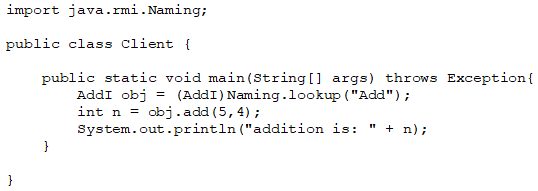 import java.rmi.Naming;
public class Client {
public static void main(String[] args) throws Exception{
AddI obj = (AddI)Naming.lookup("Add");
int n = obj.add(5,4);
System.out.println("addition is: " + n);
}
}